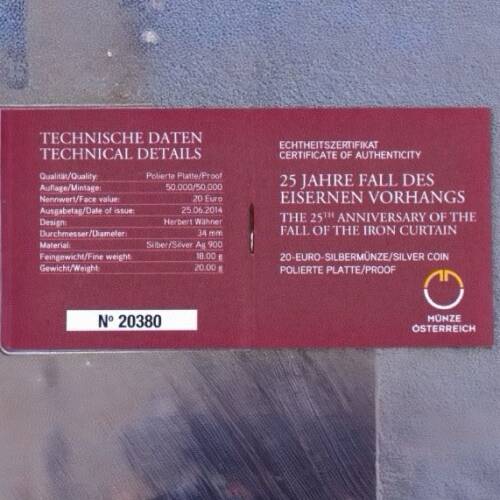 TECHNISCHE DATEN
TECHNICAL DETAILS
Qualität/Quality: Polierte Platte/Proof
Auflage/Mintage: 50.000/50,000
Nennwert/Face value: 20 Euro
Ausgabetag/Date of issue: 25.06.2014
Design: Herbert Wähner
Durchmesser/Diameter: 34 mm
Material: Silber/Silver Ag 900
Feingewicht/Fine weight: 18.00 g
Gewicht/Weight: 20.00 g
Nº 20380
ECHTHEITSZERTIFIKAT
CERTIFICATE OF AUTHENTICITY
25 JAHRE FALL DES
EISERNEN VORHANGS
THE 25TH ANNIVERSARY OF THE
FALL OF THE IRON CURTAIN
20-EURO-SILBERMÜNZE/SILVER COIN
POLIERTE PLATTE/PROOF
MÜNZE
ÖSTERREICH